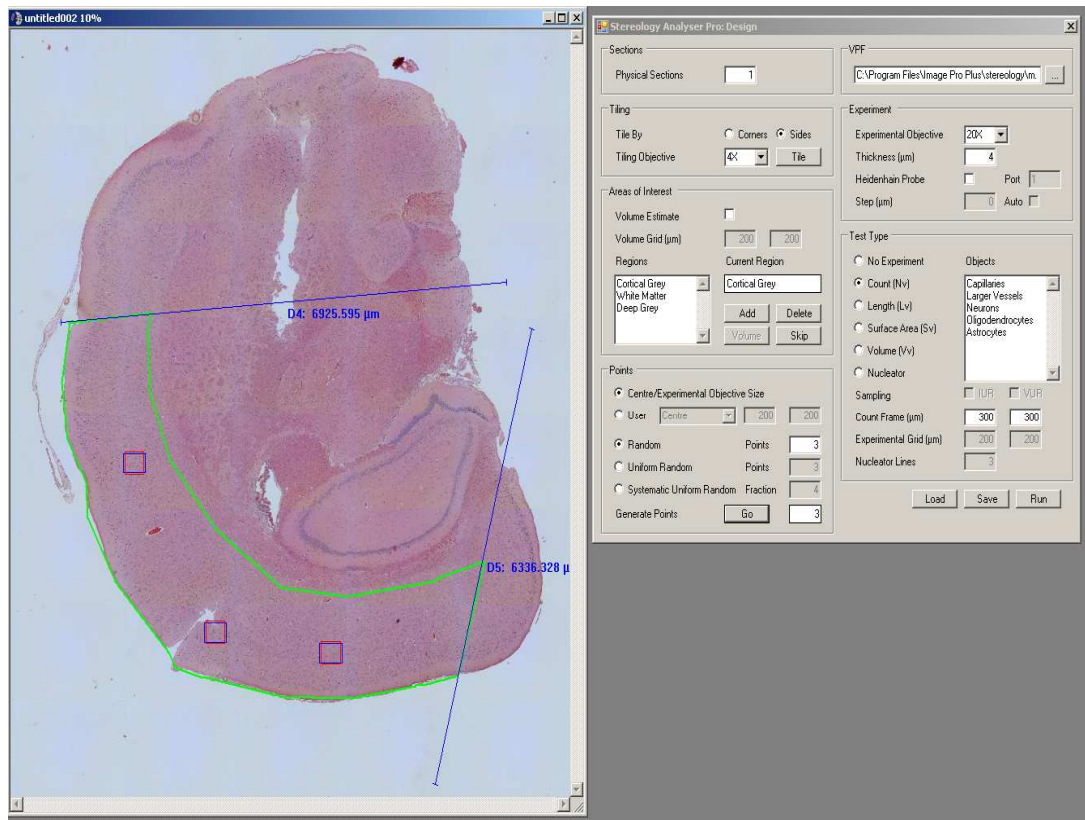 untitled002 10%
D4: 6925.595 µm
D5: 6336.328 µ
Stereology Analyser Pro: Design
Sections
Physical Sections 1
Tiling
Tile By Corners Sides
Tiling Objective 4X Tile
Areas of Interest
Volume Estimate
Volume Grid (µm) 200 200
Regions Current Region
Cortical Grey
White Matter
Deep Grey
Cortical Grey
Add Delete
Volume Skip
Points
Centre/Experimental Objective Size
User Centre 200 200
Random Points 3
Uniform Random Points 3
Systematic Uniform Random Fraction 4
Generate Points Go 3
VPF
C:\Program Files\Image Pro Plus\stereology\m. ...
Experiment
Experimental Objective 20X
Thickness (µm) 4
Heidenhain Probe Port 1
Step (µm) 0 Auto
Test Type
No Experiment Objects
Count (Nv)
Length (Lv)
Surface Area (Sv)
Volume (Vv)
Nucleator
Capillaries
Larger Vessels
Neurons
Oligodendrocytes
Astrocytes
Sampling IUR VUR
Count Frame (µm) 300 300
Experimental Grid (µm) 200 200
Nucleator Lines 3
Load Save Run